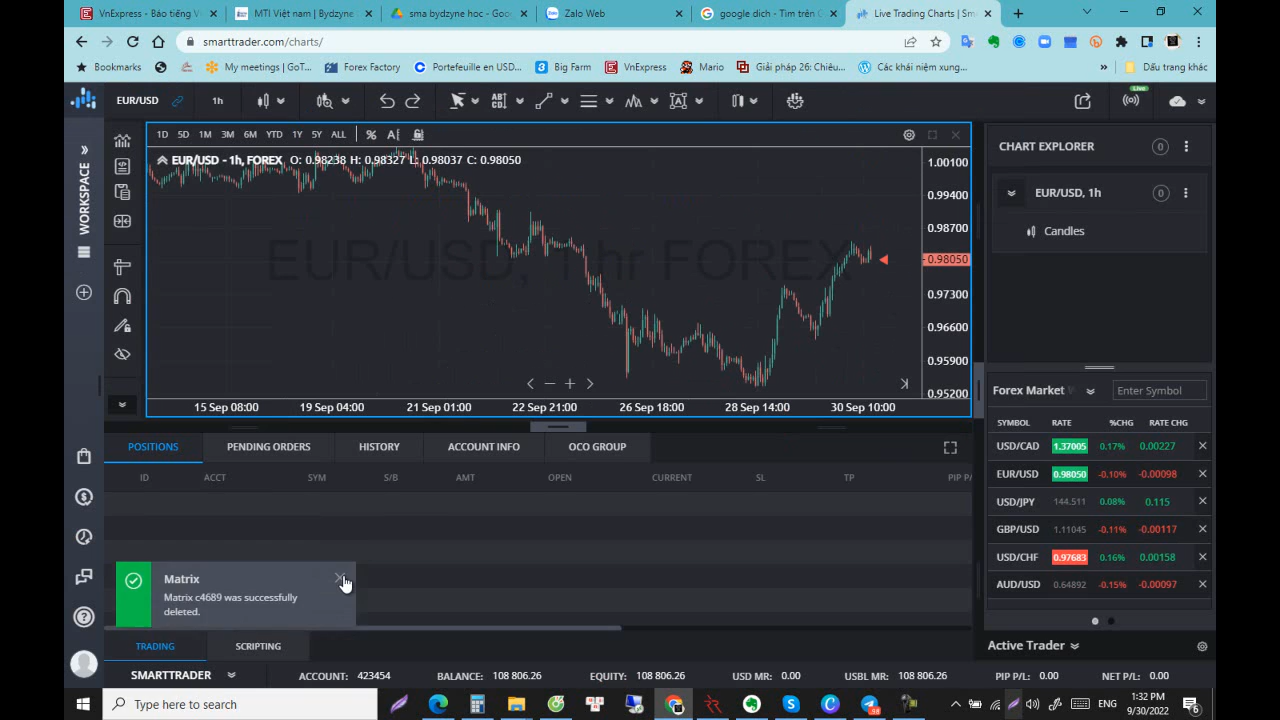 VnExpress - Báo tiếng V
MTI Việt nam | Bydzyne
sma bydzyne hoc - Google
Zalo Web
google dich - Tìm trên G
Live Trading Charts | Sm
smarttrader.com/charts/
Bookmarks
My meetings | GoT...
Forex Factory
Portefeuille en USD...
Big Farm
VnExpress
Mario
Giải pháp 26: Chiêu...
Các khái niệm xung...
»
Dấu trang khác
EUR/USD
1h
Live
1D 5D 1M 3M 6M YTD 1Y 5Y ALL %
EUR/USD - 1h, FOREX O: 0.98238 H: 0.98327 L: 0.98037 C: 0.98050
EUR/USD, 1hr FOREX
1.00100
0.99400
0.98700
0.98050
0.97300
0.96600
0.95900
0.95200
15 Sep 08:00
19 Sep 04:00
21 Sep 01:00
22 Sep 21:00
26 Sep 18:00
28 Sep 14:00
30 Sep 10:00
WORKSPACE
CHART EXPLORER 0
EUR/USD, 1h 0
Candles
Forex Market
Enter Symbol
SYMBOL RATE %CHG RATE CHG
USD/CAD 1.37005 0.17% 0.00227
EUR/USD 0.98050 -0.10% -0.00098
USD/JPY 144.511 0.08% 0.115
GBP/USD 1.11045 -0.11% -0.00117
USD/CHF 0.97683 0.16% 0.00158
AUD/USD 0.64892 -0.15% -0.00097
Active Trader
POSITIONS PENDING ORDERS HISTORY ACCOUNT INFO OCO GROUP
ID ACCT SYM S/B AMT OPEN CURRENT SL TP PIP P/
Matrix
Matrix c4689 was successfully
deleted.
TRADING SCRIPTING
SMARTTRADER ACCOUNT: 423454 BALANCE: 108 806.26 EQUITY: 108 806.26 USD MR: 0.00 USBL MR: 108 806.26 PIP P/L: 0.00 NET P/L: 0.00
Type here to search
ENG
1:32 PM
9/30/2022